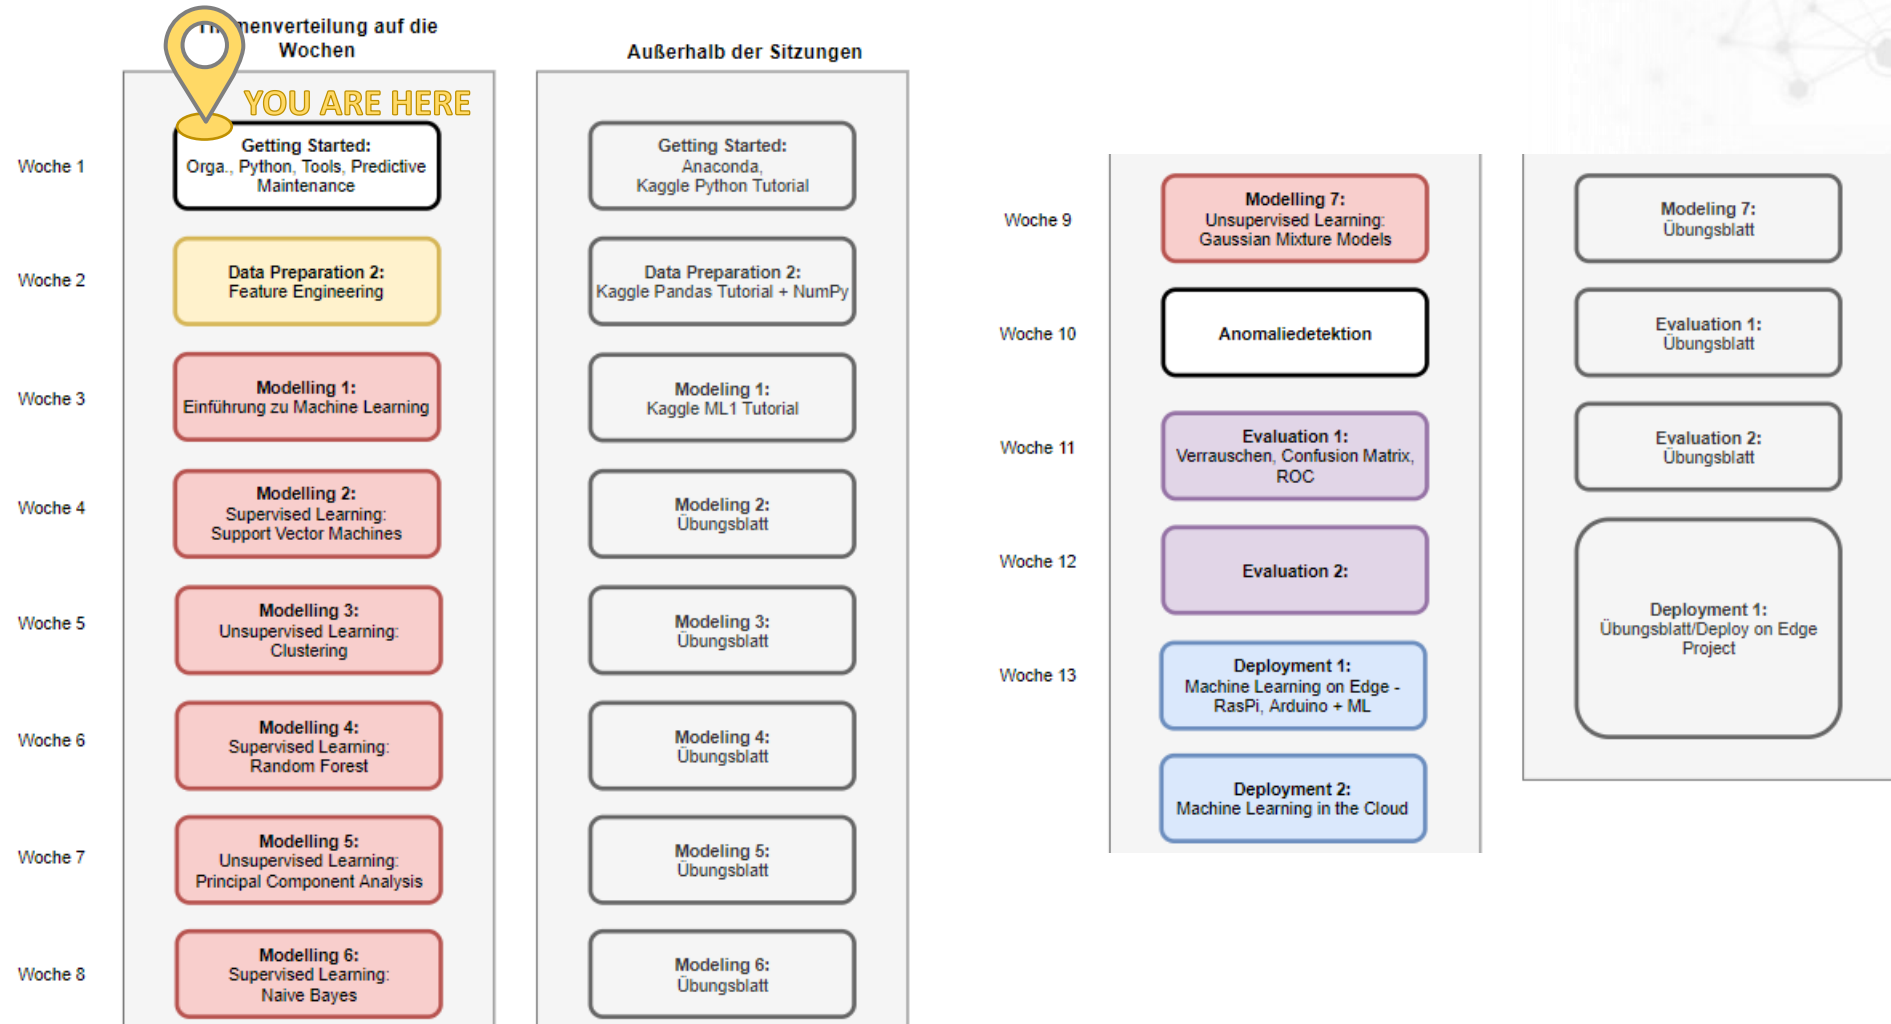 Themenverteilung auf die
Wochen
Außerhalb der Sitzungen
YOU ARE HERE
Woche 1
Getting Started:
Orga., Python, Tools, Predictive
Maintenance
Getting Started:
Anaconda,
Kaggle Python Tutorial
Woche 2
Data Preparation 2:
Feature Engineering
Data Preparation 2:
Kaggle Pandas Tutorial + NumPy
Woche 3
Modelling 1:
Einführung zu Machine Learning
Modeling 1:
Kaggle ML1 Tutorial
Woche 4
Modelling 2:
Supervised Learning:
Support Vector Machines
Modeling 2:
Übungsblatt
Woche 5
Modelling 3:
Unsupervised Learning:
Clustering
Modeling 3:
Übungsblatt
Woche 6
Modelling 4:
Supervised Learning:
Random Forest
Modeling 4:
Übungsblatt
Woche 7
Modelling 5:
Unsupervised Learning:
Principal Component Analysis
Modeling 5:
Übungsblatt
Woche 8
Modelling 6:
Supervised Learning:
Naive Bayes
Modeling 6:
Übungsblatt
Woche 9
Modelling 7:
Unsupervised Learning:
Gaussian Mixture Models
Modeling 7:
Übungsblatt
Woche 10
Anomaliedetektion
Evaluation 1:
Übungsblatt
Woche 11
Evaluation 1:
Verrauschen, Confusion Matrix,
ROC
Evaluation 2:
Übungsblatt
Woche 12
Evaluation 2:
Deployment 1:
Übungsblatt/Deploy on Edge
Project
Woche 13
Deployment 1:
Machine Learning on Edge -
RasPi, Arduino + ML
Deployment 2:
Machine Learning in the Cloud